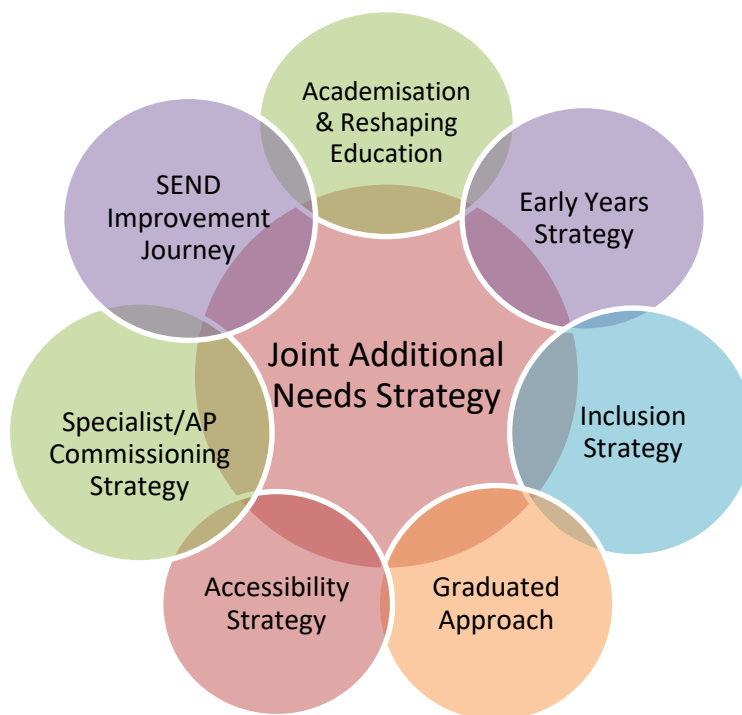 Academisation
& Reshaping
Education
Early Years
Strategy
Inclusion
Strategy
Graduated
Approach
Accessibility
Strategy
Specialist/AP
Commissioning
Strategy
SEND
Improvement
Journey
Joint Additional
Needs Strategy